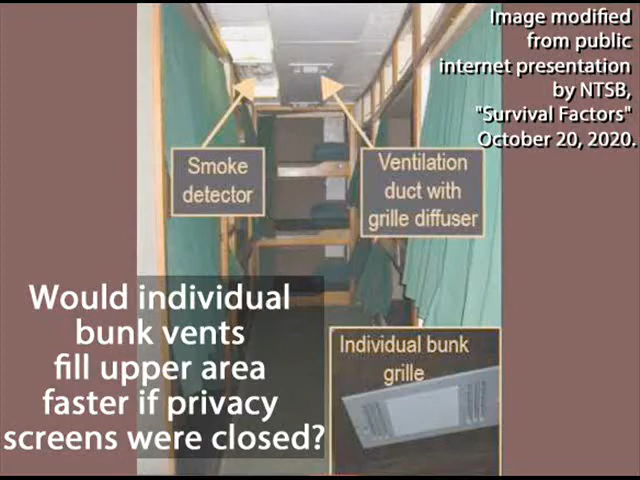 Image modified
from public
internet presentation
by NTSB,
"Survival Factors"
October 20, 2020.
Smoke
detector
Ventilation
duct with
grille diffuser
Would individual
bunk vents
fill upper area
faster if privacy
screens were closed?
Individual bunk
grille